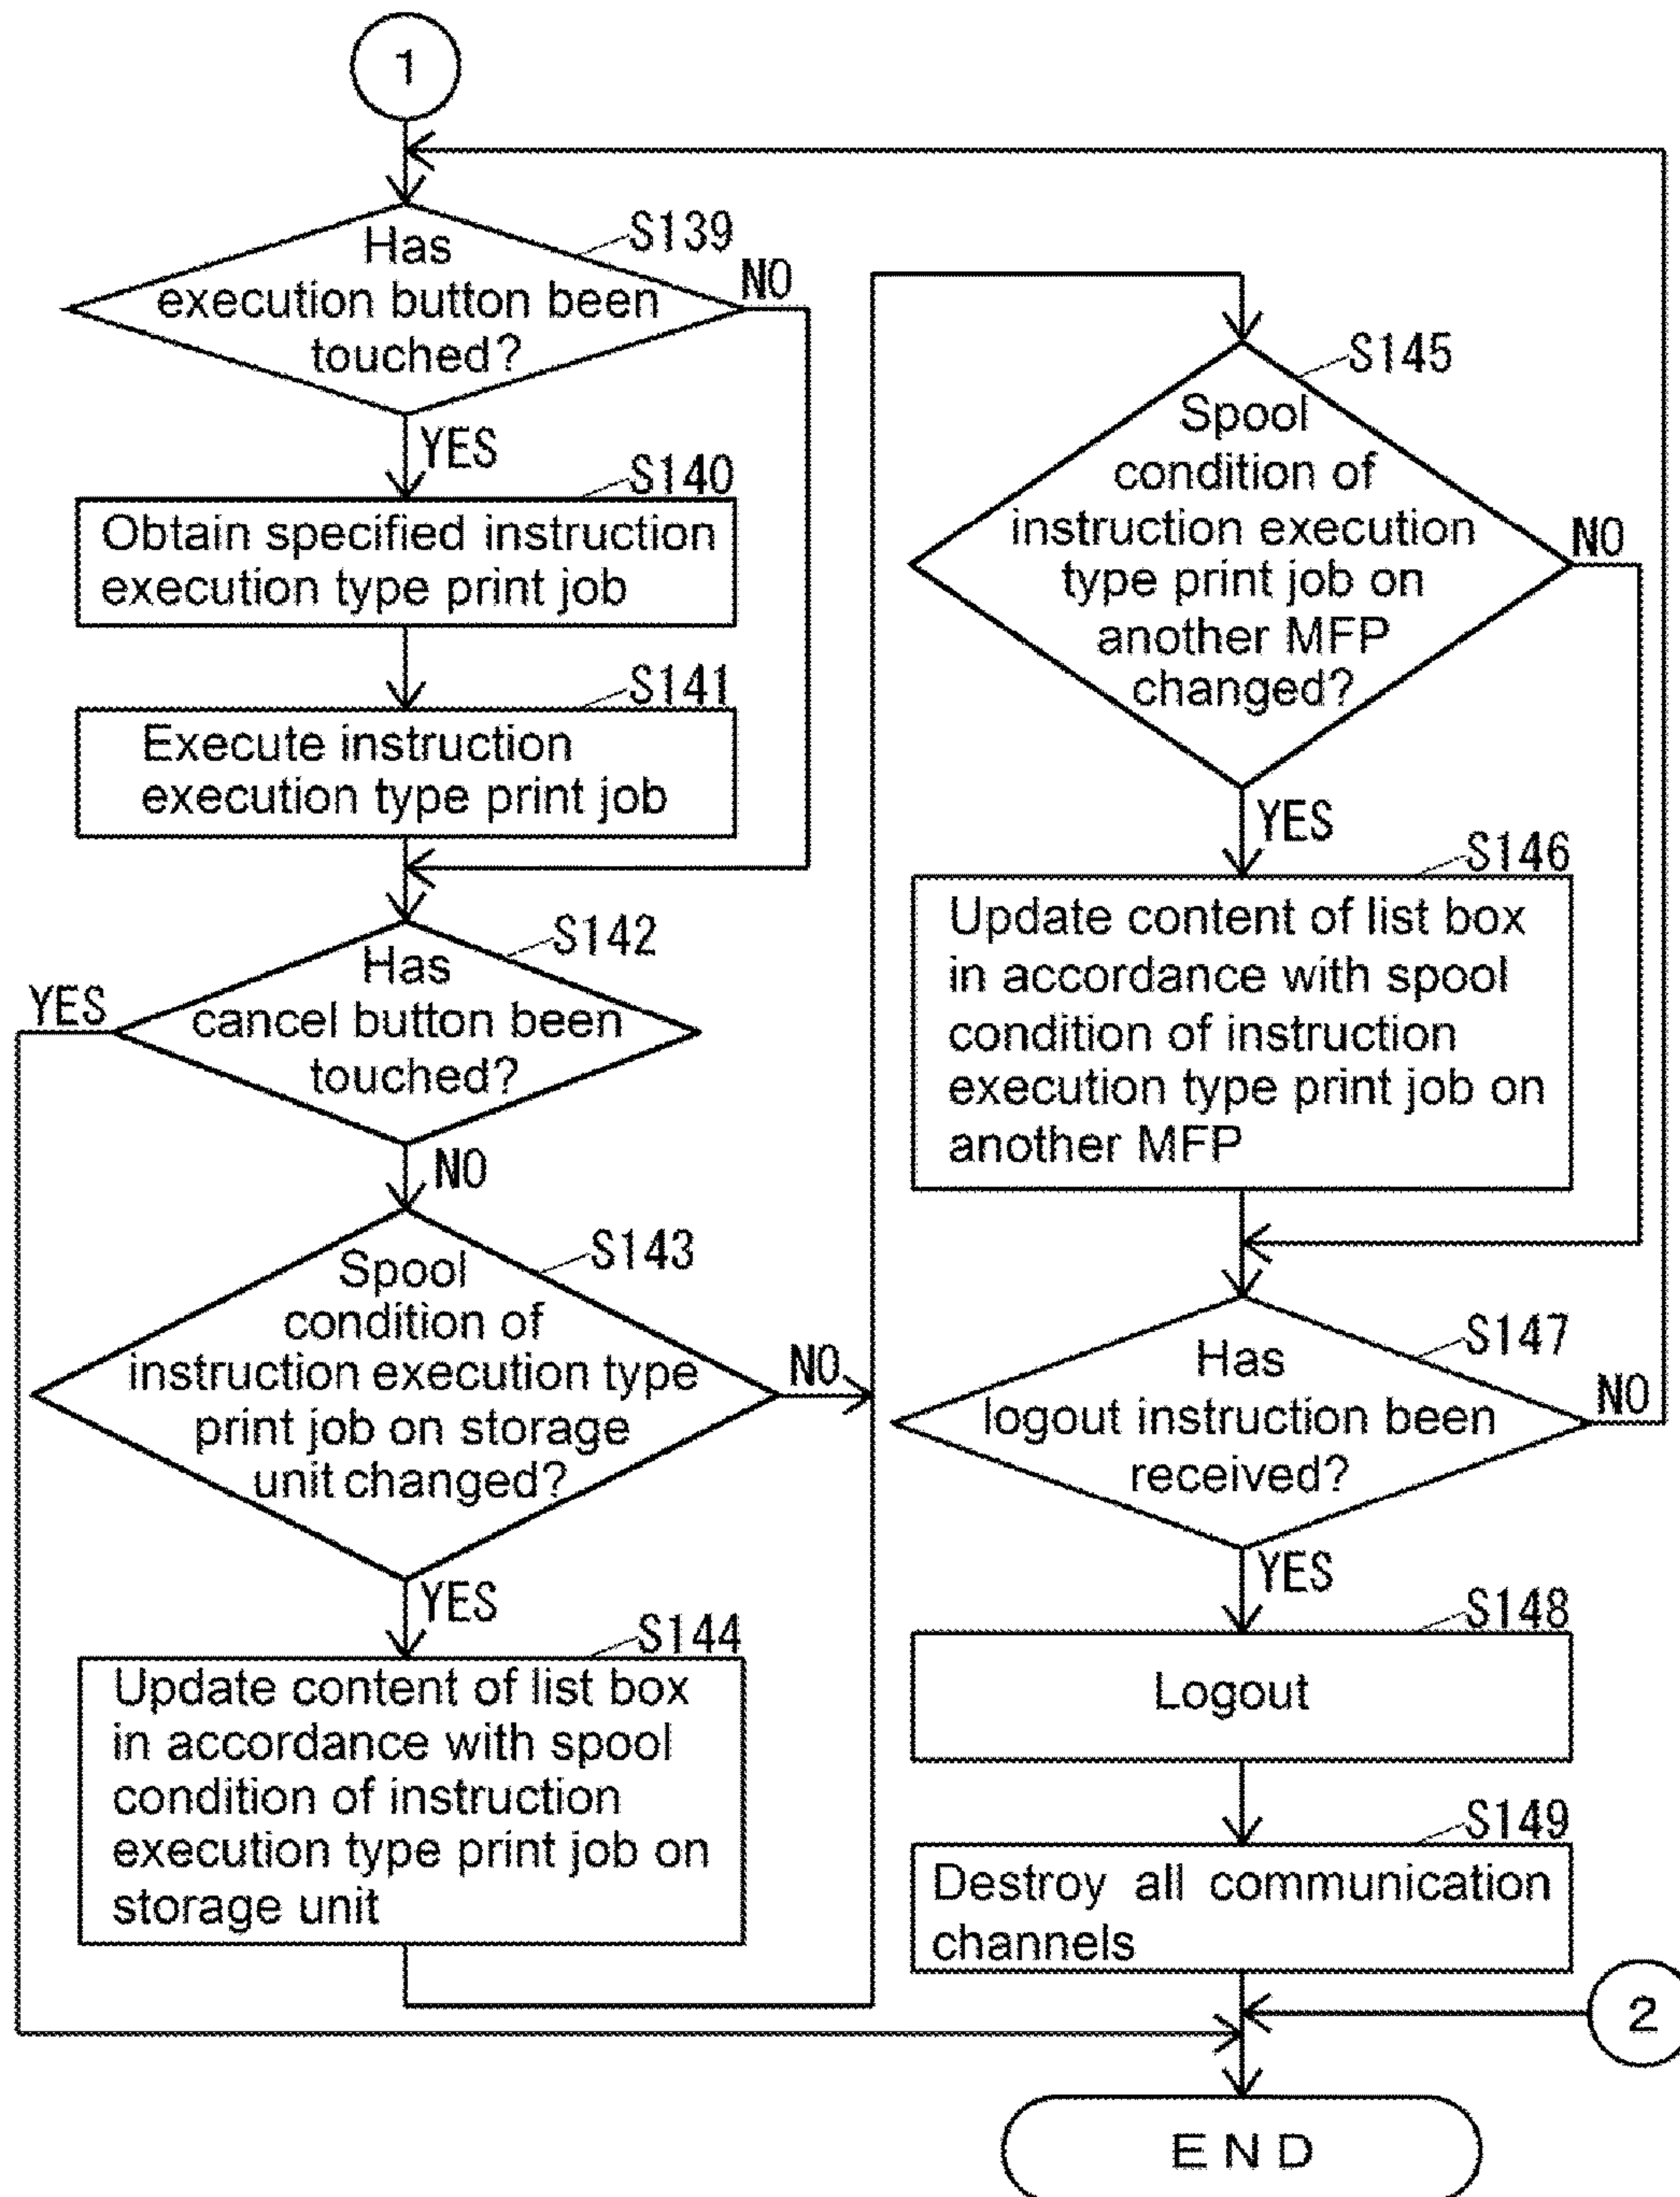 1
S139
Has
execution button been
touched?
NO
YES
S140
Obtain specified instruction
execution type print job
S141
Execute instruction
execution type print job
S142
Has
cancel button been
touched?
YES
NO
S143
Spool
condition of
instruction execution type
print job on storage
unit changed?
NO
YES
S144
Update content of list box
in accordance with spool
condition of instruction
execution type print job on
storage unit
S145
Spool
condition of
instruction execution
type print job on
another MFP
changed?
NO
YES
S146
Update content of list box
in accordance with spool
condition of instruction
execution type print job on
another MFP
S147
Has
logout instruction been
received?
NO
YES
S148
Logout
S149
Destroy all communication
channels
2
END